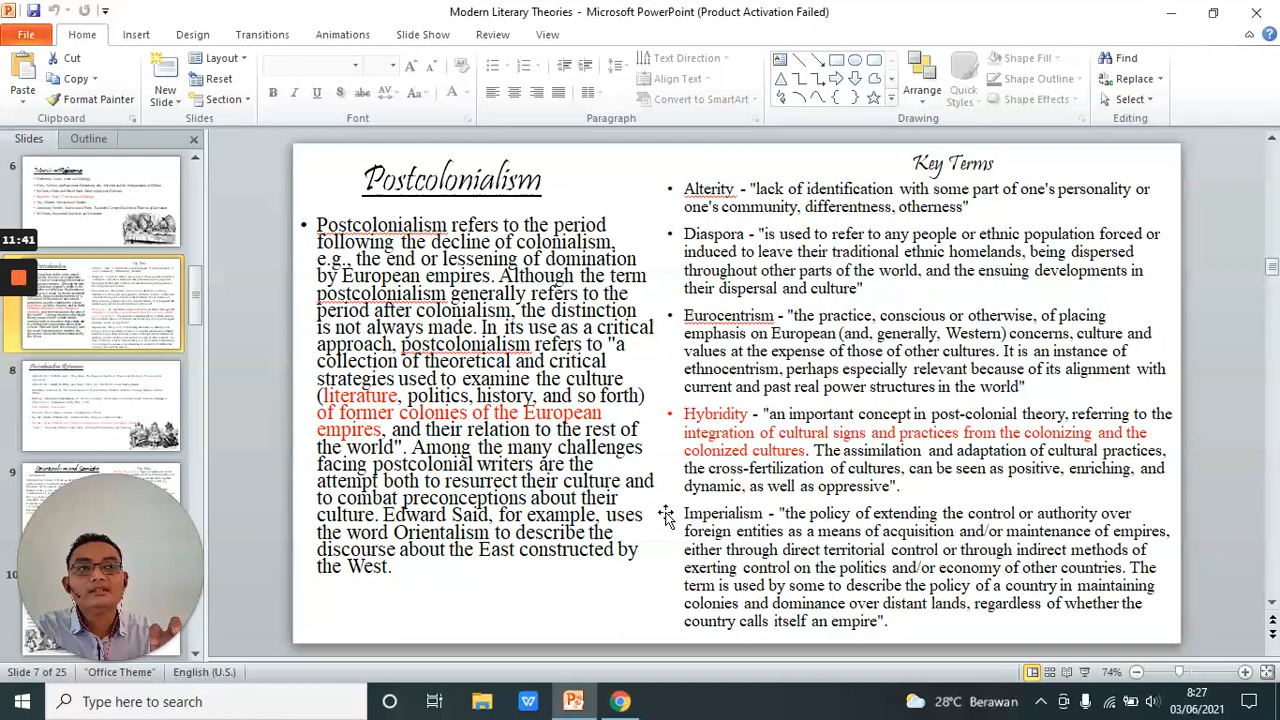 Modern Literary Theories - Microsoft PowerPoint (Product Activation Failed)
File Home Insert Design Transitions Animations Slide Show Review View
Cut
Copy
Format Painter
Paste
Clipboard
New
Slide
Layout
Reset
Section
Slides
Font
Text Direction
Align Text
Convert to SmartArt
Paragraph
Arrange
Quick
Styles
Shape Fill
Shape Outline
Shape Effects
Drawing
Find
Replace
Select
Editing
Slides Outline
6
11:41
8
9
10
Postcolonialism
• Postcolonialism refers to the period
following the decline of colonialism,
e.g., the end or lessening of domination
by European empires. Although the term
postcolonialism generally refers to the
period after colonialism, the distinction
is not always made. In its use as a critical
approach, postcolonialism refers to "a
collection of theoretical and critical
strategies used to examine the culture
(literature, politics, history, and so forth)
of former colonies of the European
empires, and their relation to the rest of
the world". Among the many challenges
facing postcolonial writers are the
attempt both to resurrect their culture and
to combat preconceptions about their
culture. Edward Said, for example, uses
the word Orientalism to describe the
discourse about the East constructed by
the West.
Key Terms
• Alterity - "lack of identification with some part of one's personality or
one's community, differentness, otherness"
• Diaspora - "is used to refer to any people or ethnic population forced or
induced to leave their traditional ethnic homelands, being dispersed
throughout other parts of the world, and the ensuing developments in
their dispersal and culture"
• Eurocentrism - "the practice, conscious or otherwise, of placing
emphasis on European (and, generally, Western) concerns, culture and
values at the expense of those of other cultures. It is an instance of
ethnocentrism, especially relevant because of its alignment with
current and past real power structures in the world"
• Hybridity - "an important concept in post-colonial theory, referring to the
integration of cultural signs and practices from the colonizing and the
colonized cultures. The assimilation and adaptation of cultural practices,
the cross-fertilization of cultures, can be seen as positive, enriching, and
dynamic, as well as oppressive"
Imperialism - "the policy of extending the control or authority over
foreign entities as a means of acquisition and/or maintenance of empires,
either through direct territorial control or through indirect methods of
exerting control on the politics and/or economy of other countries. The
term is used by some to describe the policy of a country in maintaining
colonies and dominance over distant lands, regardless of whether the
country calls itself an empire".
Slide 7 of 25 "Office Theme" English (U.S.) 74%
Type here to search
28°C Berawan
8:27
03/06/2021